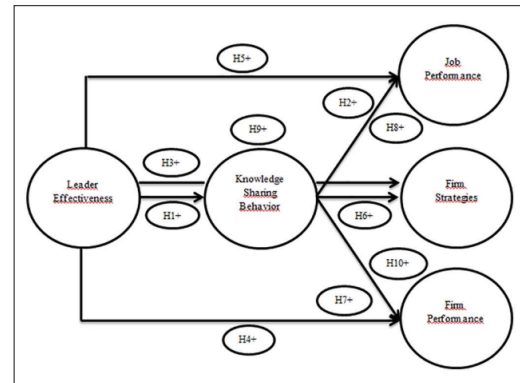 H5+
Job
Performance
H2+
H9+
H8+
H3+
Leader
Effectiveness
Knowledge
Sharing
Behavior
Firm
Strategies
H1+
H6+
H10+
H7+
Firm
Performance
H4+